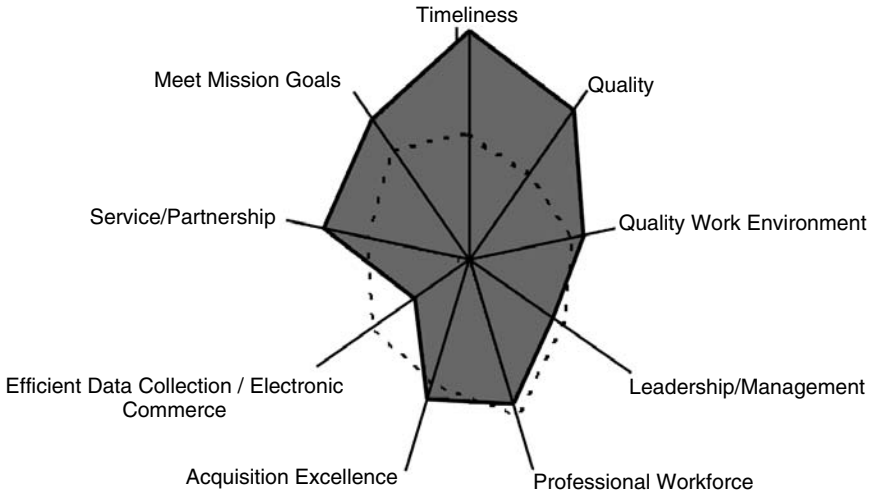 Timeliness
Meet Mission Goals
Quality
Service/Partnership
Quality Work Environment
Efficient Data Collection / Electronic
Commerce
Leadership/Management
Acquisition Excellence
Professional Workforce